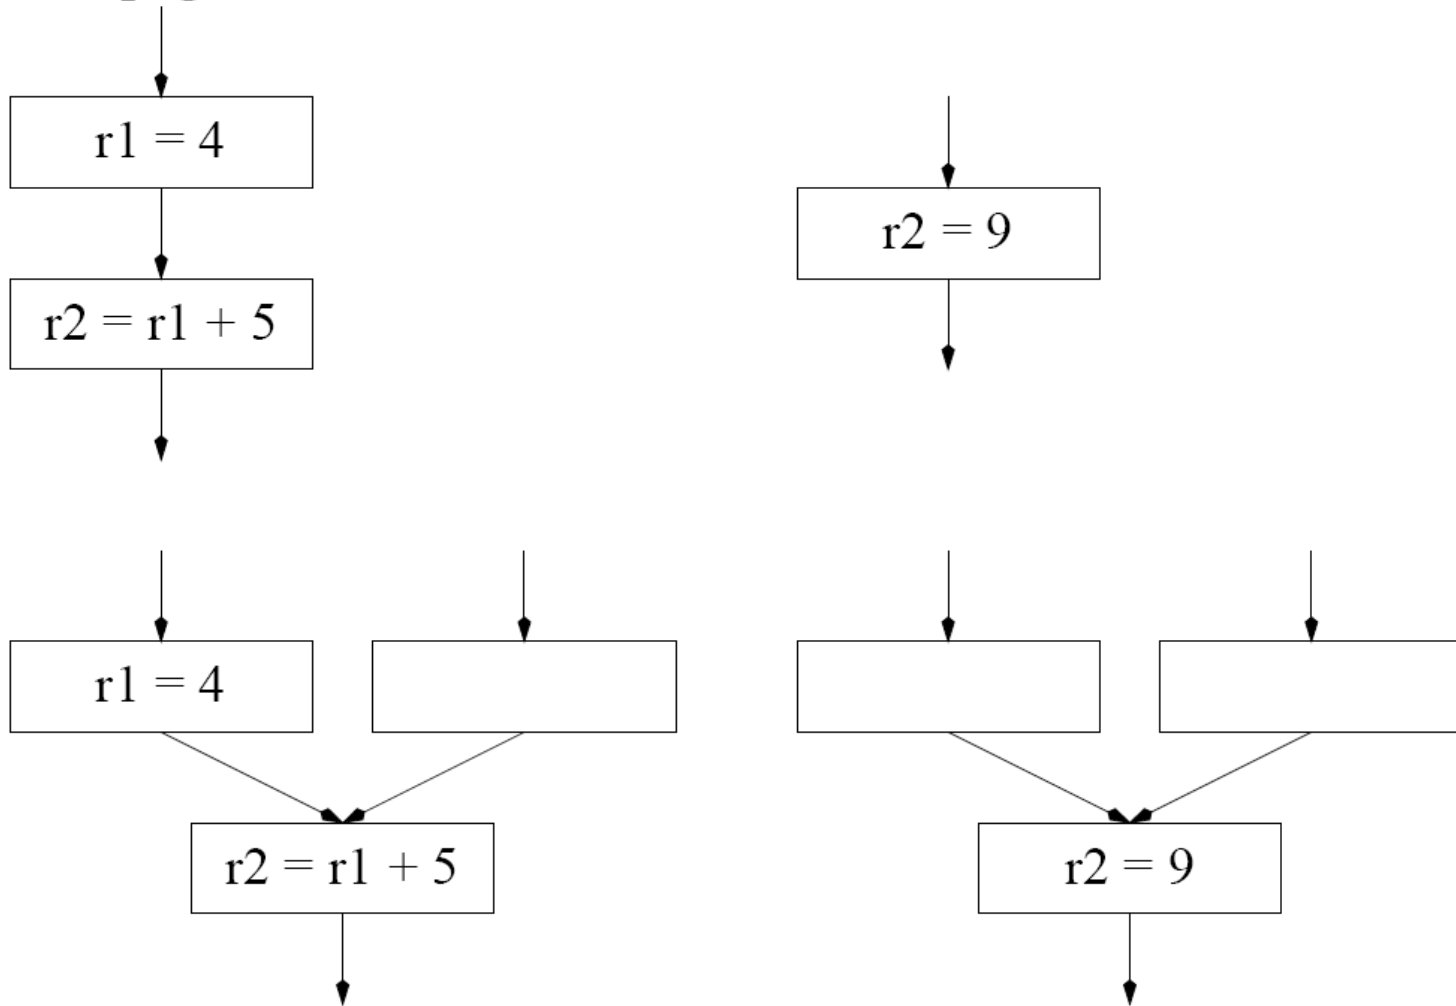 r1 = 4
r2 = 9
r2 = r1 + 5
r1 = 4
r2 = r1 + 5
r2 = 9